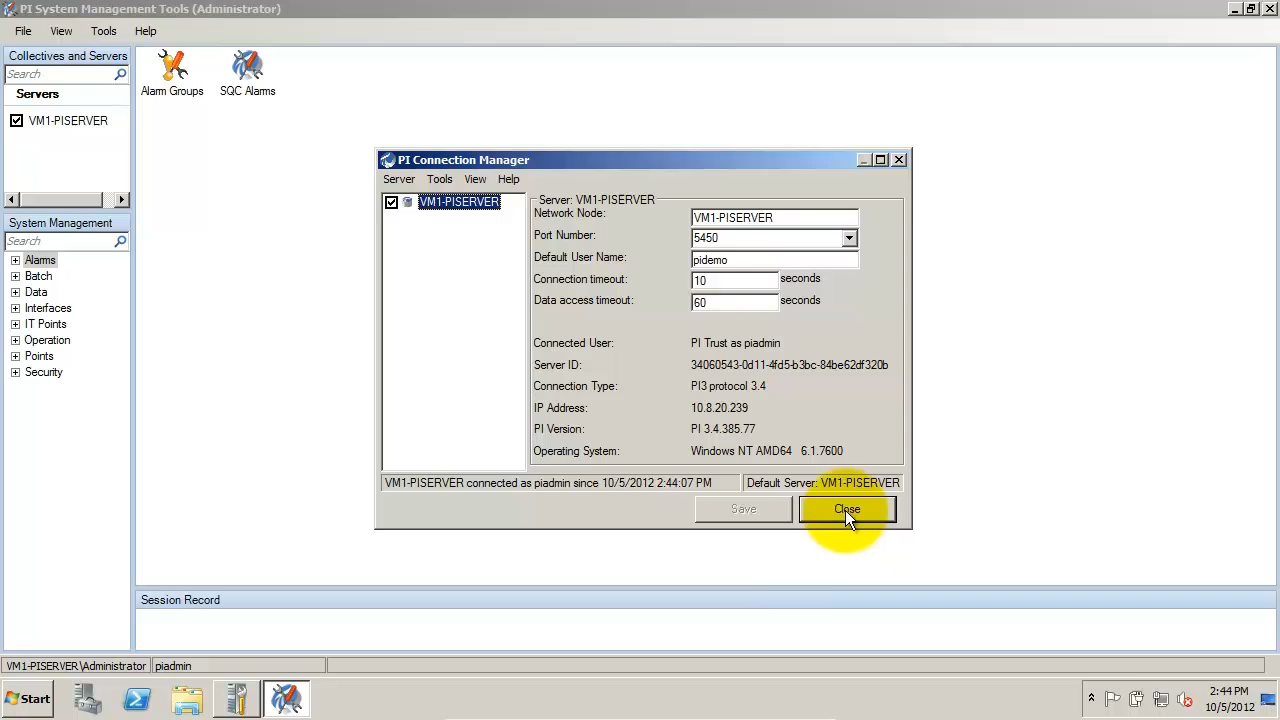 PI System Management Tools (Administrator)
File View Tools Help
Collectives and Servers
Search
Servers
VM1-PISERVER
System Management
Search
Alarms
Batch
Data
Interfaces
IT Points
Operation
Points
Security
Alarm Groups SQC Alarms
PI Connection Manager
Server Tools View Help
VM1-PISERVER
Server: VM1-PISERVER
Network Node: VM1-PISERVER
Port Number: 5450
Default User Name: pidemo
Connection timeout: 10 seconds
Data access timeout: 60 seconds
Connected User: PI Trust as piadmin
Server ID: 34060543-0d11-4fd5-b3bc-84be62df320b
Connection Type: PI3 protocol 3.4
IP Address: 10.8.20.239
PI Version: PI 3.4.385.77
Operating System: Windows NT AMD64 6.1.7600
VM1-PISERVER connected as piadmin since 10/5/2012 2:44:07 PM Default Server: VM1-PISERVER
Save Close
Session Record
VM1-PISERVER\Administrator piadmin
Start
2:44 PM
10/5/2012